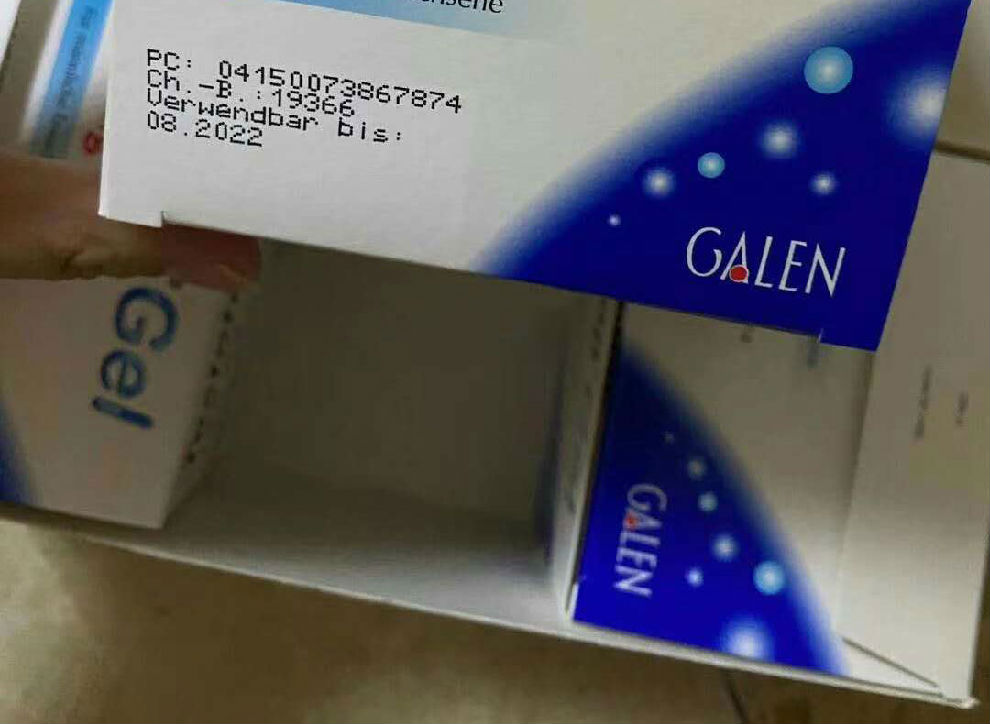 PC: 04150073867874
Ch.-B.:19366
Verwendbar bis:
08.2022
GALEN
Gel
GALEN